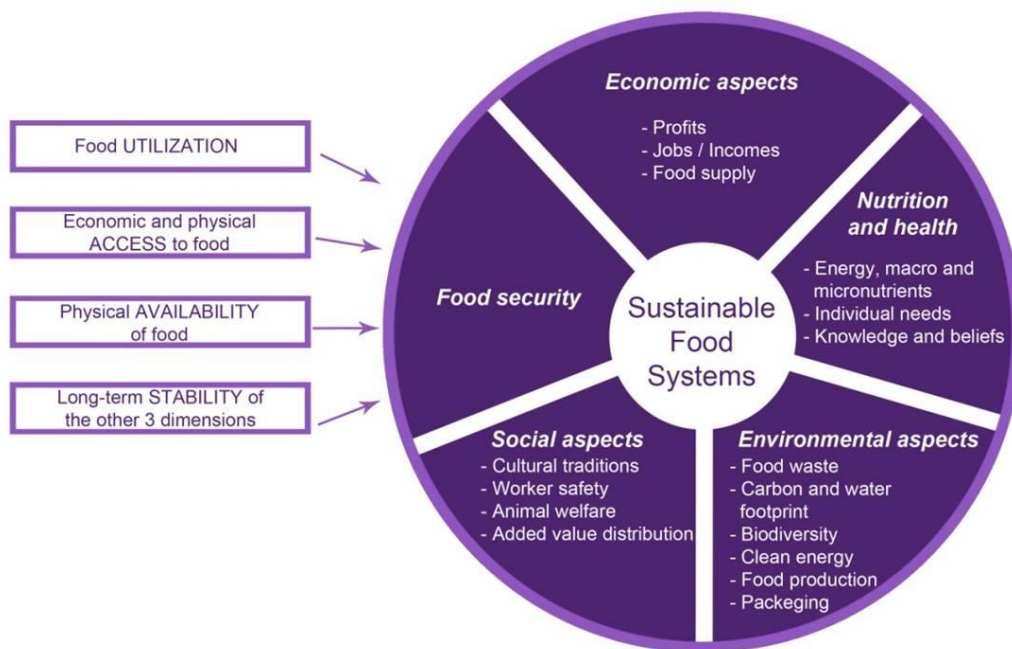 Food UTILIZATION
Economic and physical
ACCESS to food
Physical AVAILABILITY
of food
Long-term STABILITY of
the other 3 dimensions
Economic aspects
- Profits
- Jobs / Incomes
- Food supply
Nutrition
and health
- Energy, macro and
micronutrients
- Individual needs
- Knowledge and beliefs
Food security
Sustainable
Food
Systems
Social aspects
- Cultural traditions
- Worker safety
- Animal welfare
- Added value distribution
Environmental aspects
- Food waste
- Carbon and water
footprint
- Biodiversity
- Clean energy
- Food production
- Packeging